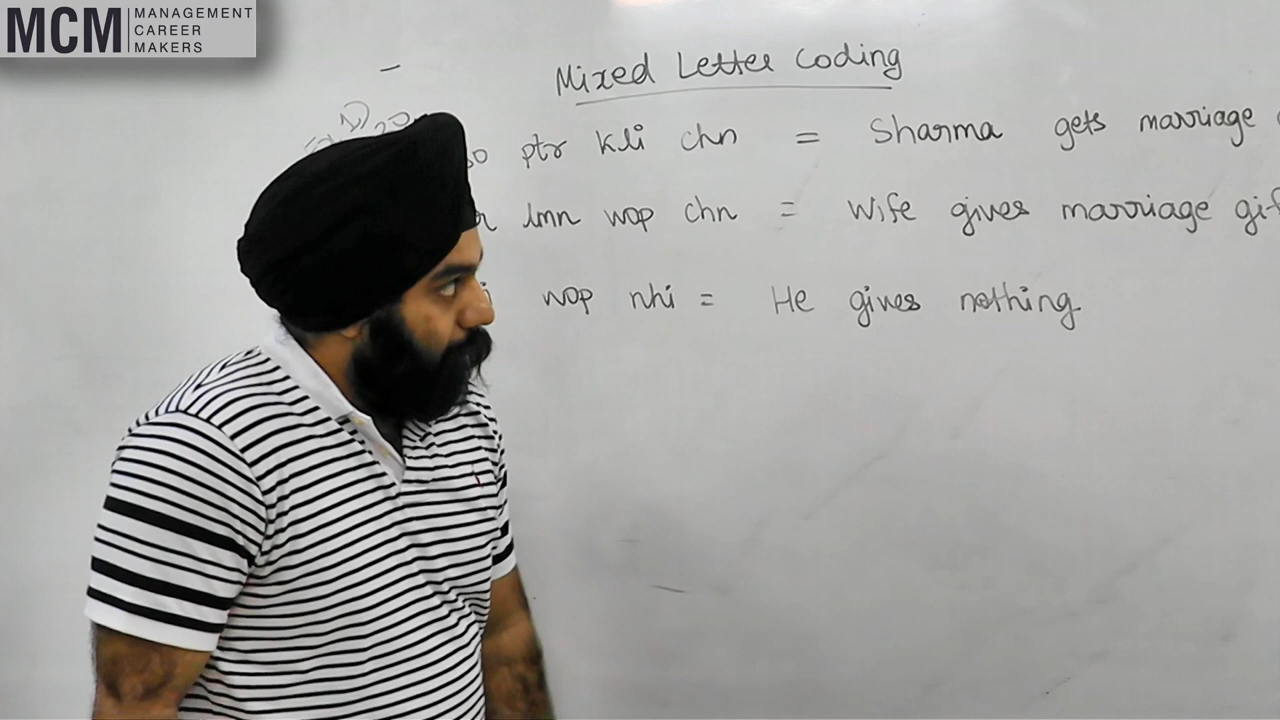 MCM MANAGEMENT
CAREER
MAKERS
Mixed Letter Coding
ptr kli chn = Sharma gets marriage
lmn wop chn = Wife gives marriage
wop nhi = He gives nothing